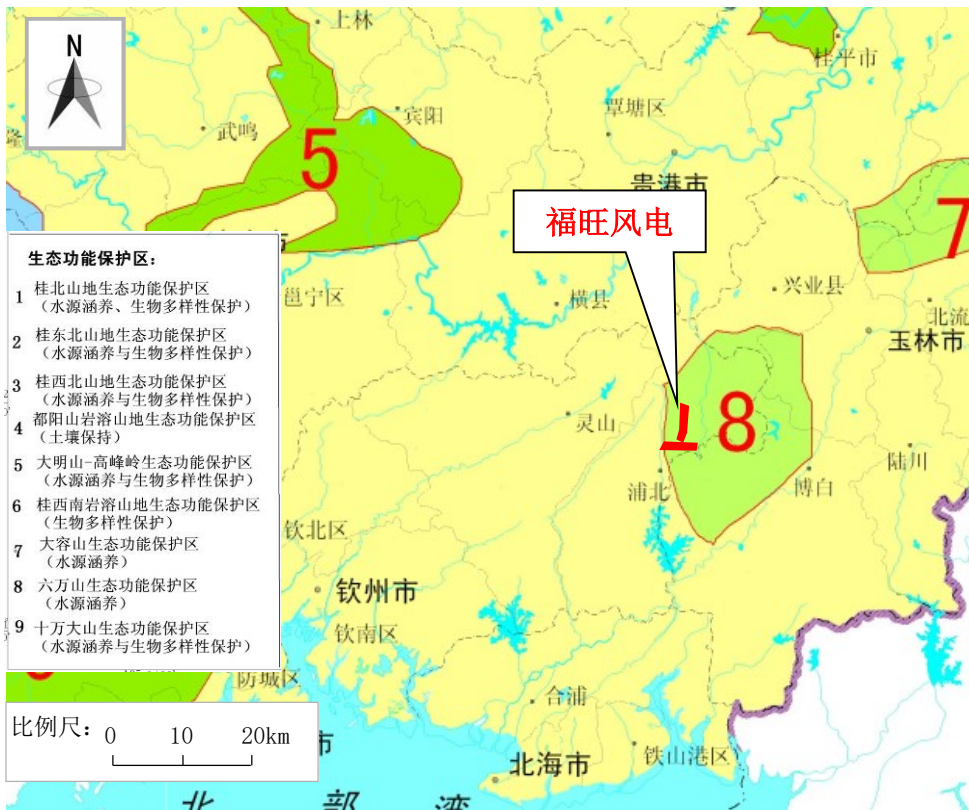 N
上林
桂平市
宾阳
覃塘区
武鸣
隆
5
贵港市
7
福旺风电
市
邕宁区
横县
兴业县
北流
玉林市
8
灵山
陆川
浦北
博白
钦北区
钦州市
钦南区
防城区
合浦
铁山港区
北海市
市
北部湾
生态功能保护区：
1 桂北山地生态功能保护区
（水源涵养、生物多样性保护）
2 桂东北山地生态功能保护区
（水源涵养与生物多样性保护）
3 桂西北山地生态功能保护区
（水源涵养与生物多样性保护）
4 都阳山岩溶山地生态功能保护区
（土壤保持）
5 大明山-高峰岭生态功能保护区
（水源涵养与生物多样性保护）
6 桂西南岩溶山地生态功能保护区
（生物多样性保护）
7 大容山生态功能保护区
（水源涵养）
8 六万山生态功能保护区
（水源涵养）
9 十万大山生态功能保护区
（水源涵养与生物多样性保护）
比例尺： 0 10 20km